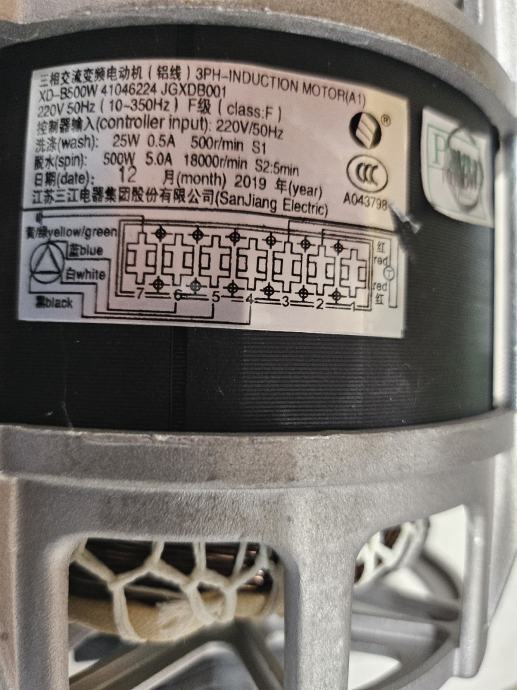 三相交流变频电动机（铝线）3PH-INDUCTION MOTOR(A1)
XD-B500W 41046224 JGXDB001
220V 50Hz (10~350Hz) F级 (class:F)
控制器输入(controller input): 220V/50Hz
洗涤(wash): 25W 0.5A 500r/min S1
脱水(spin): 500W 5.0A 18000r/min S2:5min
日期(date): 12 月(month) 2019 年(year)
江苏三江电器集团股份有限公司(SanJiang Electric)
®
CCC
A043798
黄/绿yellow/green
蓝blue
白white
黑black
红
red
T
red
红
7 6 5 4 3 2 1